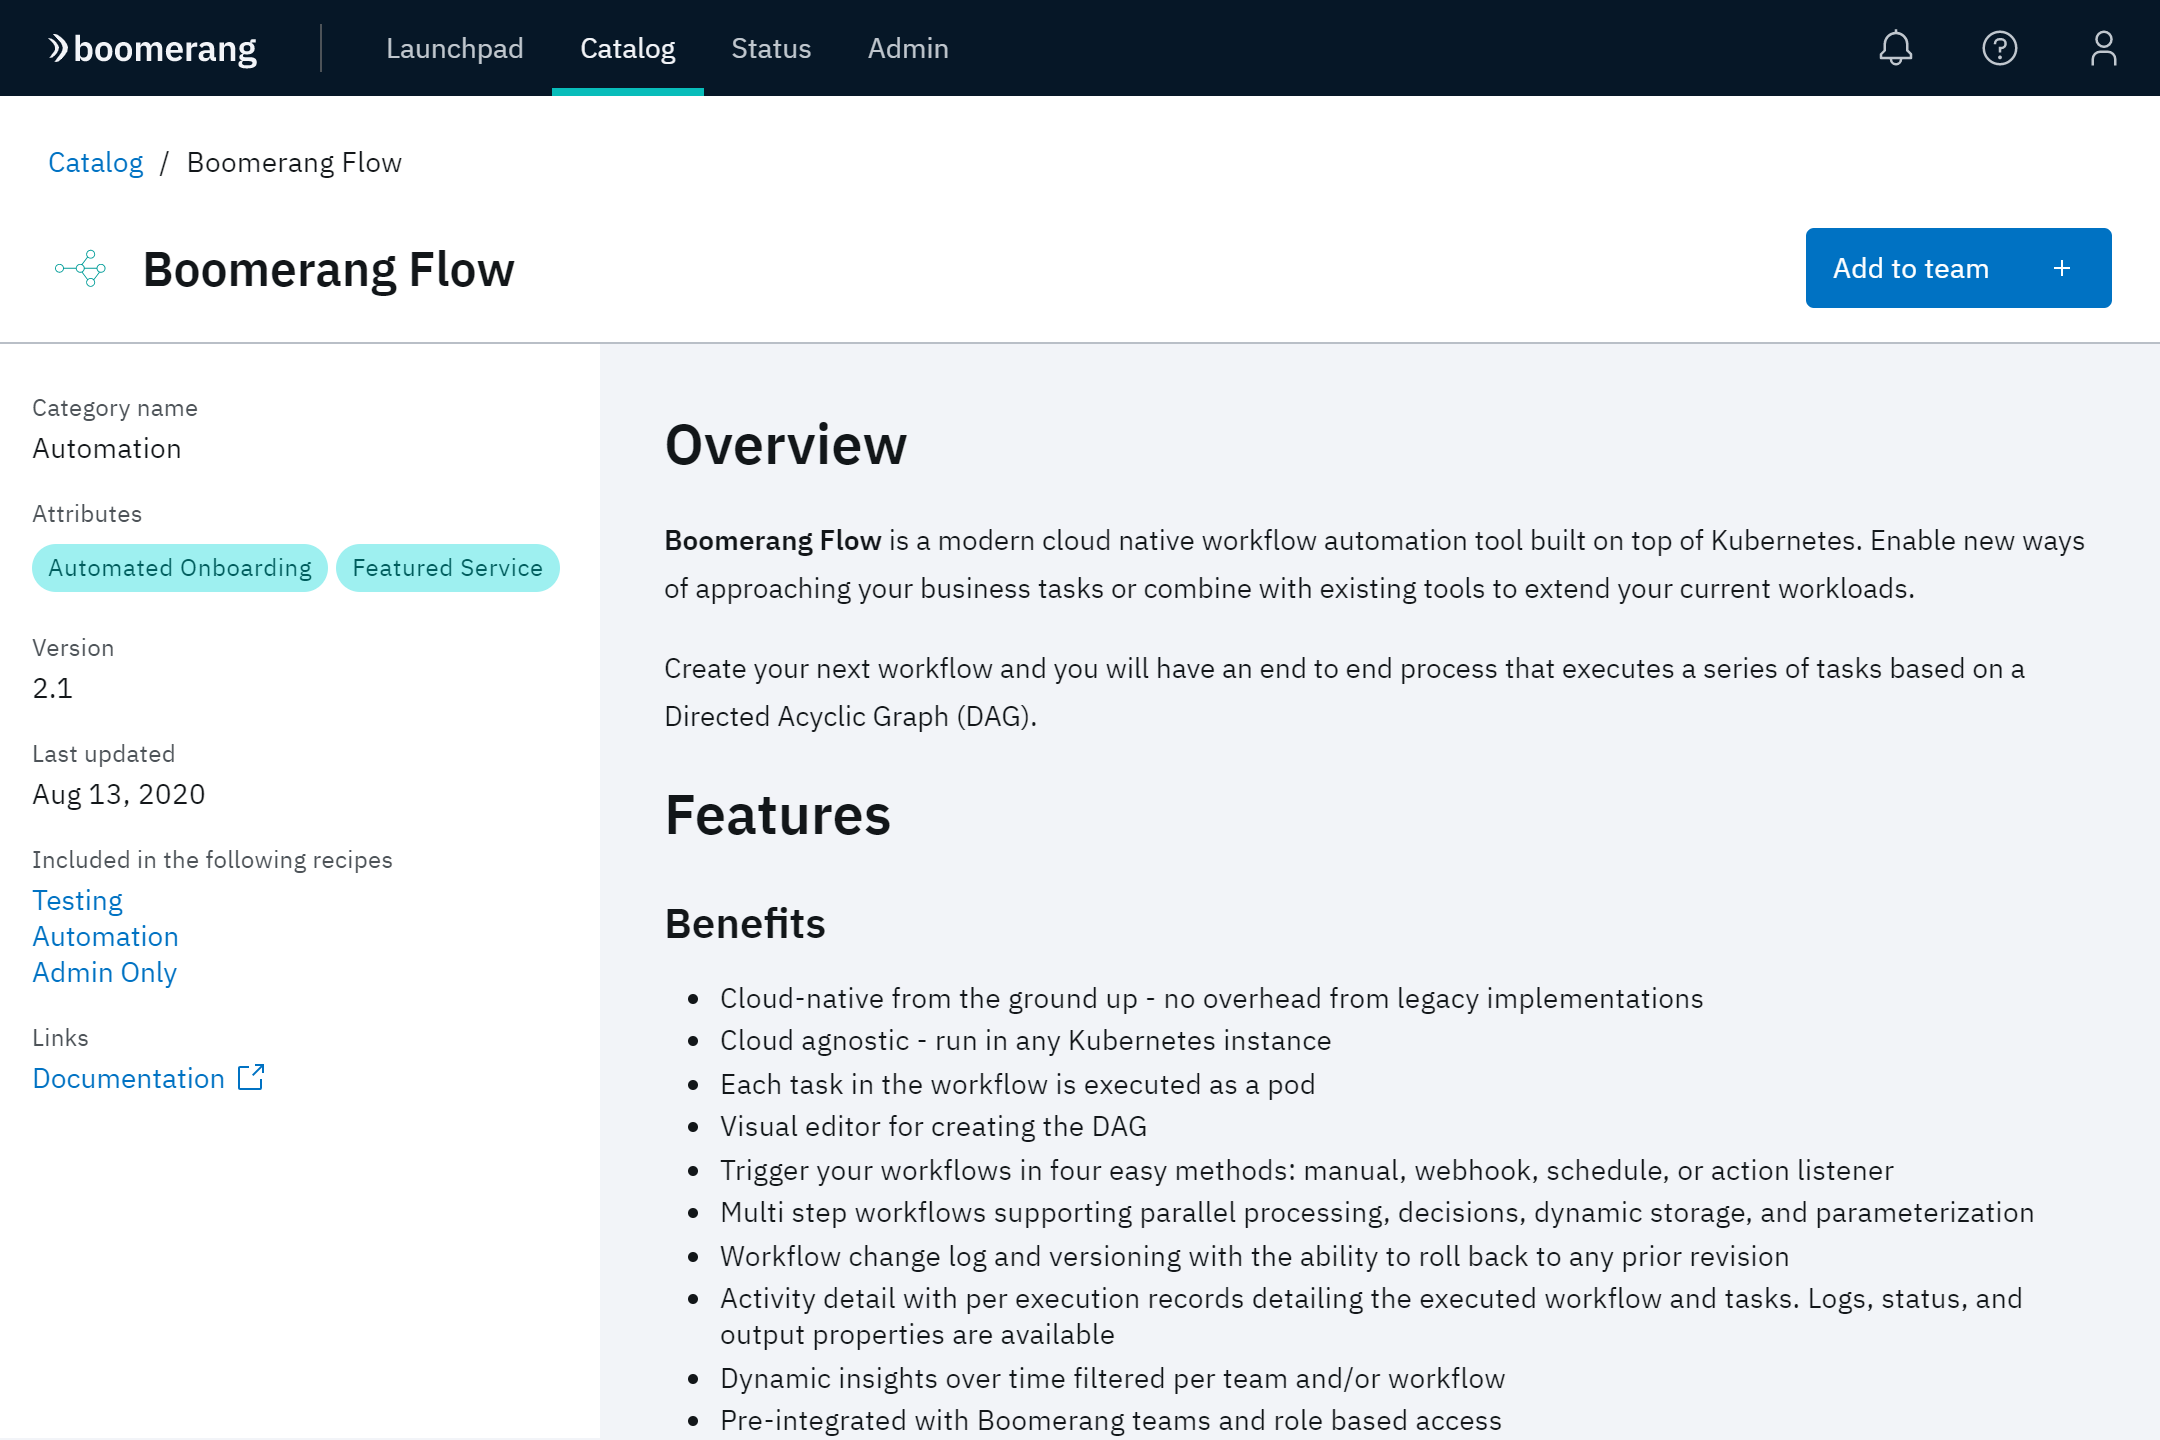 boomerang
Launchpad
Catalog
Status
Admin
Catalog / Boomerang Flow
Boomerang Flow
Add to team +
Category name
Automation
Attributes
Automated Onboarding
Featured Service
Version
2.1
Last updated
Aug 13, 2020
Included in the following recipes
Testing
Automation
Admin Only
Links
Documentation
Overview
Boomerang Flow is a modern cloud native workflow automation tool built on top of Kubernetes. Enable new ways
of approaching your business tasks or combine with existing tools to extend your current workloads.
Create your next workflow and you will have an end to end process that executes a series of tasks based on a
Directed Acyclic Graph (DAG).
Features
Benefits
• Cloud-native from the ground up - no overhead from legacy implementations
• Cloud agnostic - run in any Kubernetes instance
• Each task in the workflow is executed as a pod
• Visual editor for creating the DAG
• Trigger your workflows in four easy methods: manual, webhook, schedule, or action listener
• Multi step workflows supporting parallel processing, decisions, dynamic storage, and parameterization
• Workflow change log and versioning with the ability to roll back to any prior revision
• Activity detail with per execution records detailing the executed workflow and tasks. Logs, status, and
output properties are available
• Dynamic insights over time filtered per team and/or workflow
• Pre-integrated with Boomerang teams and role based access